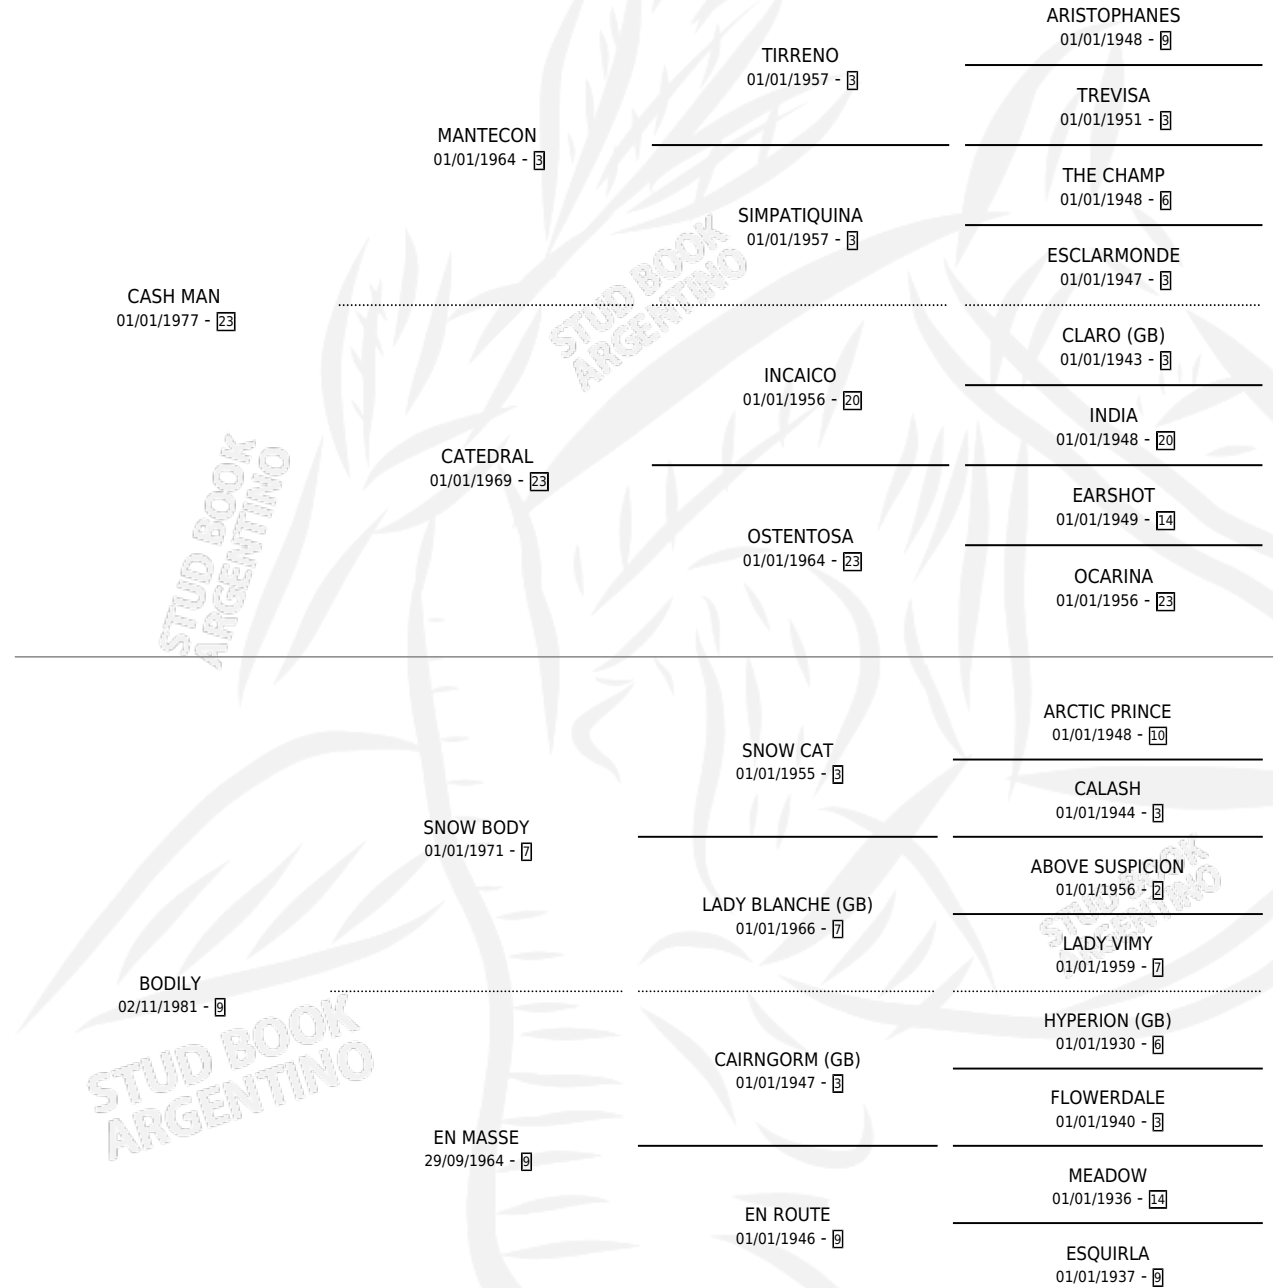 ARISTOPHANES
01/01/1948 - 9
TIRRENO
01/01/1957 - 3
TREVISA
01/01/1951 - 3
MANTECON
01/01/1964 - 3
THE CHAMP
01/01/1948 - 6
SIMPATIQUINA
01/01/1957 - 3
ESCLARMONDE
01/01/1947 - 3
CASH MAN
01/01/1977 - 23
CLARO (GB)
01/01/1943 - 3
INCAICO
01/01/1956 - 20
INDIA
01/01/1948 - 20
CATEDRAL
01/01/1969 - 23
EARSHOT
01/01/1949 - 14
OSTENTOSA
01/01/1964 - 23
OCARINA
01/01/1956 - 23
ARCTIC PRINCE
01/01/1948 - 10
SNOW CAT
01/01/1955 - 3
CALASH
01/01/1944 - 3
SNOW BODY
01/01/1971 - 7
ABOVE SUSPICION
01/01/1956 - 2
LADY BLANCHE (GB)
01/01/1966 - 7
LADY VIMY
01/01/1959 - 7
BODILY
02/11/1981 - 9
HYPERION (GB)
01/01/1930 - 6
CAIRNGORM (GB)
01/01/1947 - 3
FLOWERDALE
01/01/1940 - 3
EN MASSE
29/09/1964 - 9
MEADOW
01/01/1936 - 14
EN ROUTE
01/01/1946 - 9
ESQUIRLA
01/01/1937 - 9
STUD BOOK
ARGENTINO
STUD BOOK
ARGENTINO
STUD BOOK
ARGENTINO
STUD BOOK
ARGENTINO